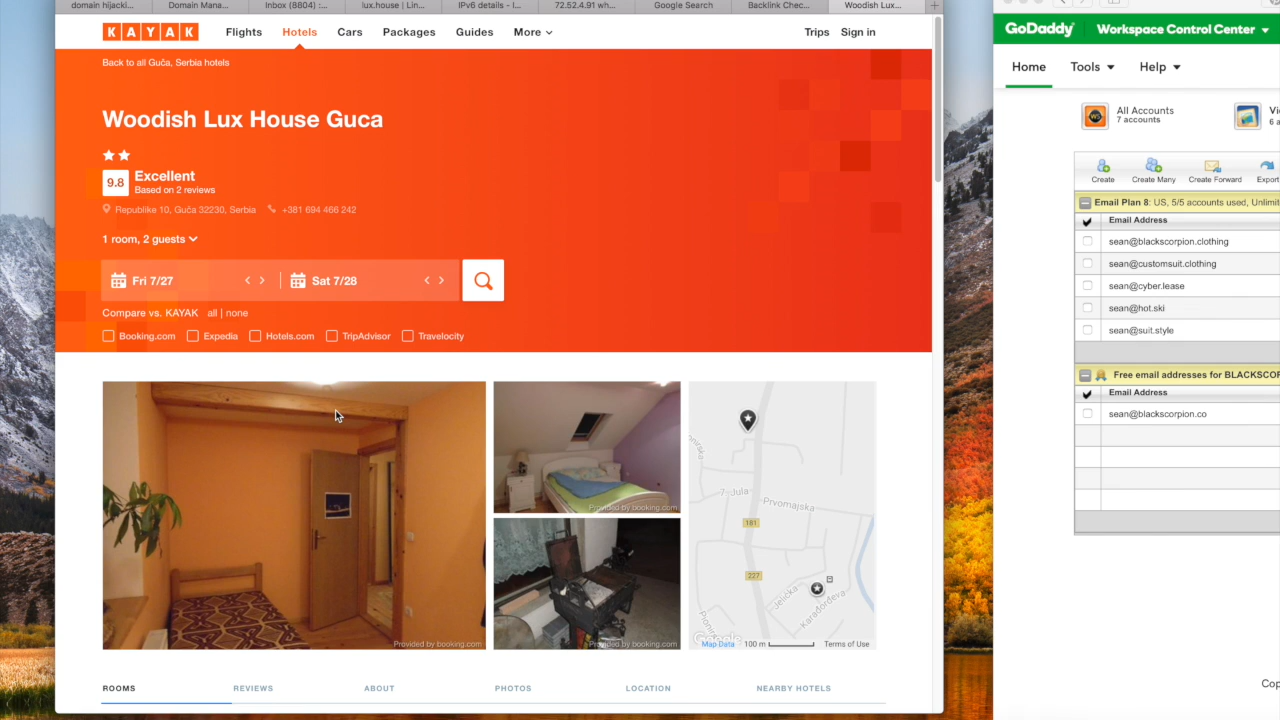 domain hijacki...
Domain Mana...
Inbox (8804) :...
lux.house | Lin...
IPv6 details - I...
72.52.4.91 wh...
Google Search
Backlink Chec...
Woodish Lux...
KAYAK
Flights
Hotels
Cars
Packages
Guides
More
Trips
Sign in
Back to all Guča, Serbia hotels
Woodish Lux House Guca
9.8
Excellent
Based on 2 reviews
Republike 10, Guča 32230, Serbia
+381 694 466 242
1 room, 2 guests
Fri 7/27
Sat 7/28
Compare vs. KAYAK all | none
Booking.com
Expedia
Hotels.com
TripAdvisor
Travelocity
Provided by booking.com
Provided by booking.com
Provided by booking.com
7. Jula
Prvomajska
181
227
Jelicka
Karađorđeva
Google
Map Data
100 m
Terms of Use
ROOMS
REVIEWS
ABOUT
PHOTOS
LOCATION
NEARBY HOTELS
GoDaddy
Workspace Control Center
Home
Tools
Help
All Accounts
7 accounts
Create
Create Many
Create Forward
Export
Email Plan 8: US, 5/5 accounts used, Unlimit
Email Address
sean@blackscorpion.clothing
sean@customsuit.clothing
sean@cyber.lease
sean@hot.ski
sean@suit.style
Free email addresses for BLACKSCOR
Email Address
sean@blackscorpion.co